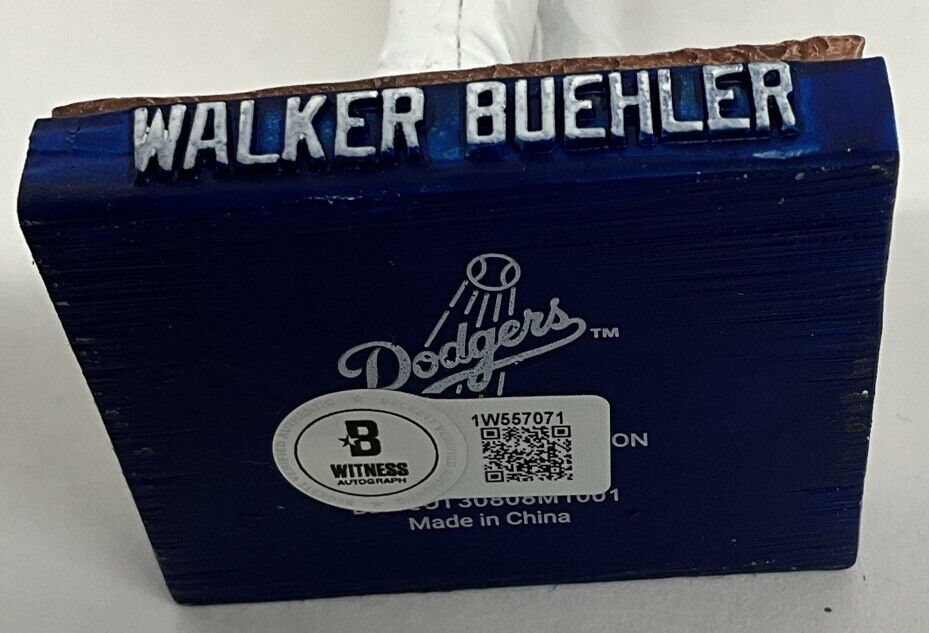 WALKER BUEHLER
Dodgers™
1W557071
B
WITNESS
AUTOGRAPH
ON
Made in China